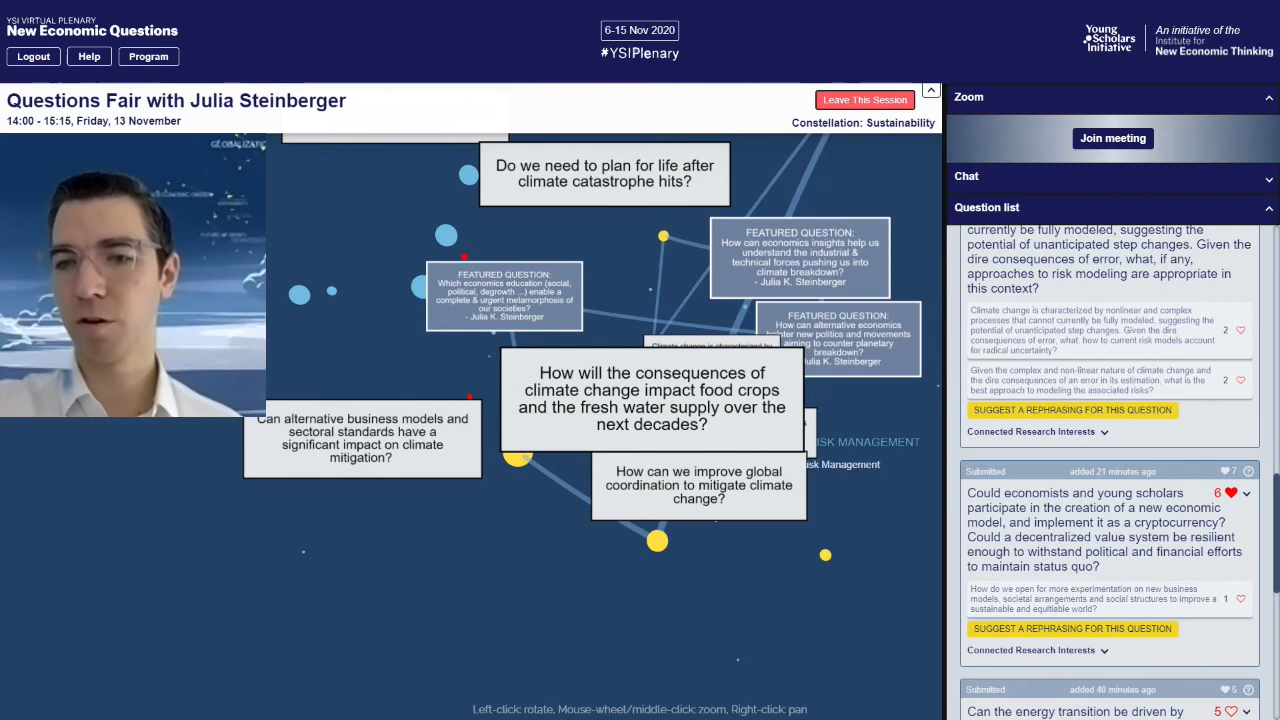 YSI VIRTUAL PLENARY
New Economic Questions
Logout
Help
Program
6-15 Nov 2020
#YSIPlenary
Young
Scholars
Initiative
An initiative of the
Institute for
New Economic Thinking
Questions Fair with Julia Steinberger
14:00 - 15:15, Friday, 13 November
Leave This Session
Constellation: Sustainability
Do we need to plan for life after
climate catastrophe hits?
FEATURED QUESTION:
How can economics insights help us
understand the industrial &
technical forces pushing us into
climate breakdown?
- Julia K. Steinberger
FEATURED QUESTION:
Which economics education (social,
political, degrowth ...) enable a
complete & urgent metamorphosis of
our societies?
- Julia K. Steinberger
FEATURED QUESTION:
How can alternative economics
new politics and movements
aiming to counter planetary
breakdown?
Julia K. Steinberger
Climate change is characterized by
How will the consequences of
climate change impact food crops
and the fresh water supply over the
next decades?
Can alternative business models and
sectoral standards have a
significant impact on climate
mitigation?
RISK MANAGEMENT
Risk Management
How can we improve global
coordination to mitigate climate
change?
Left-click: rotate, Mouse-wheel/middle-click: zoom, Right-click: pan
Zoom
Join meeting
Chat
Question list
currently be fully modeled, suggesting the
potential of unanticipated step changes. Given the
dire consequences of error, what, if any,
approaches to risk modeling are appropriate in
this context?
Climate change is characterized by nonlinear and complex
processes that cannot currently be fully modeled, suggesting the
potential of unanticipated step changes. Given the dire
consequences of error, what, how to current risk models account
for radical uncertainty?
2
Given the complex and non-linear nature of climate change and
the dire consequences of an error in its estimation, what is the
best approach to modeling the associated risks?
2
SUGGEST A REPHRASING FOR THIS QUESTION
Connected Research Interests
Submitted added 21 minutes ago 7
Could economists and young scholars 6
participate in the creation of a new economic
model, and implement it as a cryptocurrency?
Could a decentralized value system be resilient
enough to withstand political and financial efforts
to maintain status quo?
How do we open for more experimentation on new business
models, societal arrangements and social structures to improve a
sustainable and equitiable world?
1
SUGGEST A REPHRASING FOR THIS QUESTION
Connected Research Interests
Submitted added 40 minutes ago 5
Can the energy transition be driven by 5